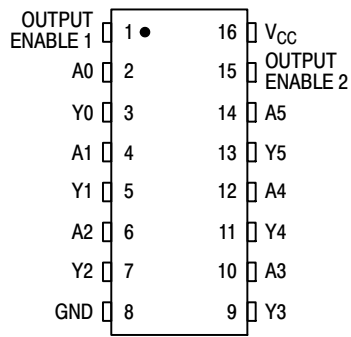 OUTPUT
ENABLE 1 1 16 VCC
A0 2 15 OUTPUT
ENABLE 2
Y0 3 14 A5
A1 4 13 Y5
Y1 5 12 A4
A2 6 11 Y4
Y2 7 10 A3
GND 8 9 Y3